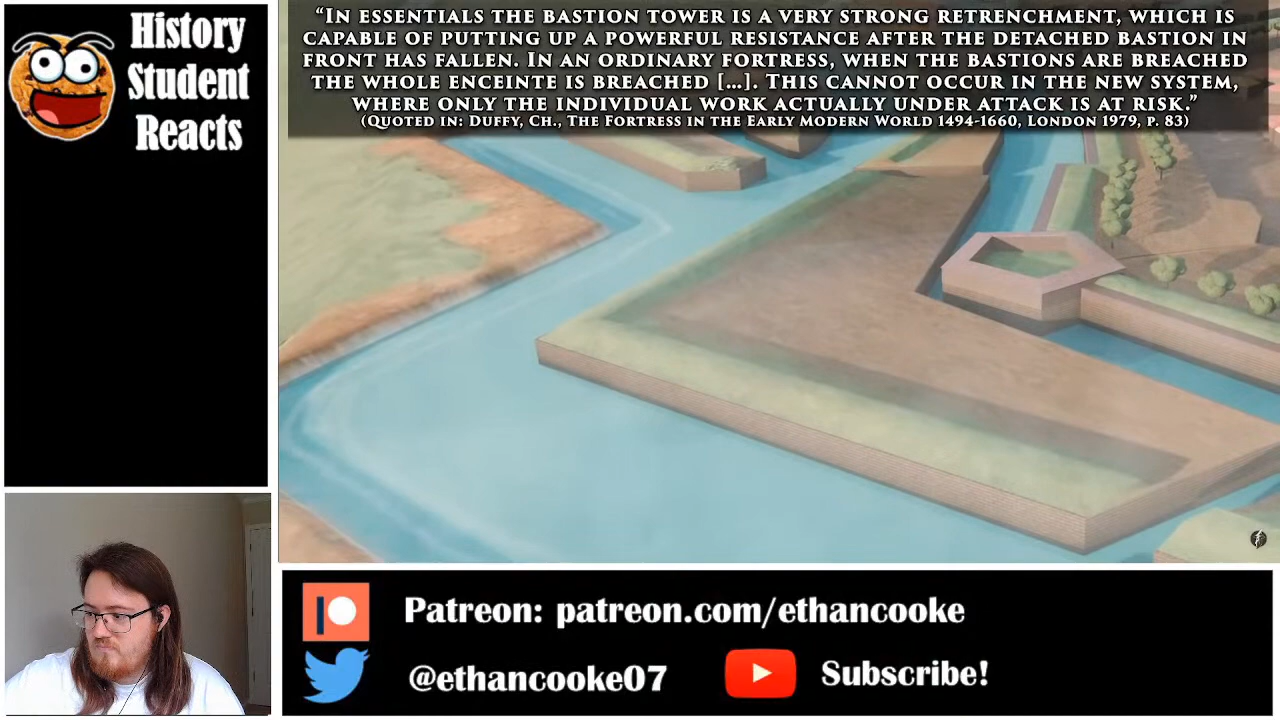 History
Student
Reacts
“In essentials the bastion tower is a very strong retrenchment, which is
capable of putting up a powerful resistance after the detached bastion in
front has fallen. In an ordinary fortress, when the bastions are breached
the whole enceinte is breached [...]. This cannot occur in the new system,
where only the individual work actually under attack is at risk.”
(Quoted in: Duffy, Ch., The Fortress in the Early Modern World 1494-1660, London 1979, p. 83)
Patreon: patreon.com/ethancooke
@ethancooke07
Subscribe!